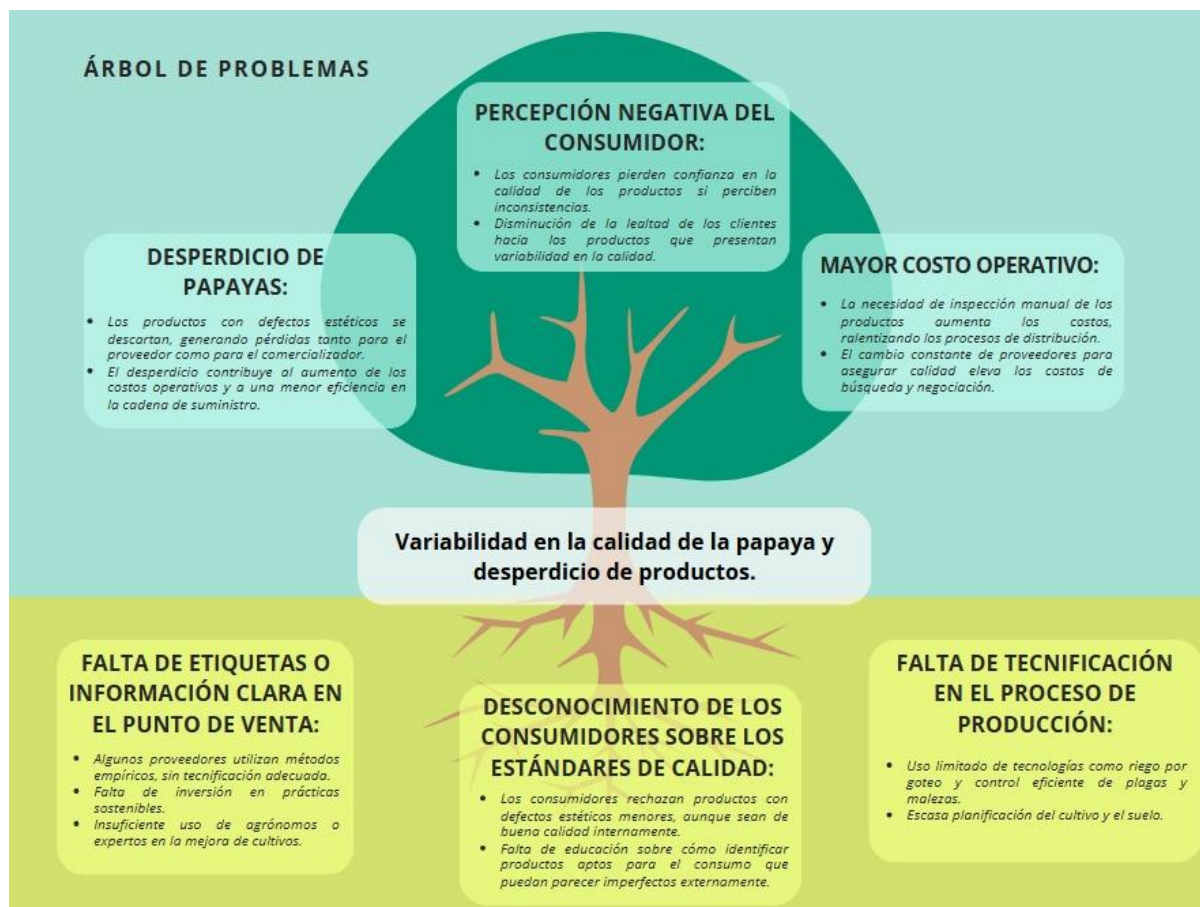 ÁRBOL DE PROBLEMAS
PERCEPCIÓN NEGATIVA DEL
CONSUMIDOR:
• Los consumidores pierden confianza en la
calidad de los productos si perciben
inconsistencias.
• Disminución de la lealtad de los clientes
hacia los productos que presentan
variabilidad en la calidad.
DESPERDICIO DE
PAPAYAS:
• Los productos con defectos estéticos se
descartan, generando pérdidas tanto para el
proveedor como para el comercializador.
• El desperdicio contribuye al aumento de los
costos operativos y a una menor eficiencia en
la cadena de suministro.
MAYOR COSTO OPERATIVO:
• La necesidad de inspección manual de los
productos aumenta los costos,
ralentizando los procesos de distribución.
• El cambio constante de proveedores para
asegurar calidad eleva los costos de
búsqueda y negociación.
Variabilidad en la calidad de la papaya y
desperdicio de productos.
FALTA DE ETIQUETAS O
INFORMACIÓN CLARA EN
EL PUNTO DE VENTA:
• Algunos proveedores utilizan métodos
empíricos, sin tecnificación adecuada.
• Falta de inversión en prácticas
sostenibles.
• Insuficiente uso de agrónomos o
expertos en la mejora de cultivos.
DESCONOCIMIENTO DE LOS
CONSUMIDORES SOBRE LOS
ESTÁNDARES DE CALIDAD:
• Los consumidores rechazan productos con
defectos estéticos menores, aunque sean de
buena calidad internamente.
• Falta de educación sobre cómo identificar
productos aptos para el consumo que
puedan parecer imperfectos externamente.
FALTA DE TECNIFICACIÓN
EN EL PROCESO DE
PRODUCCIÓN:
• Uso limitado de tecnologías como riego por
goteo y control eficiente de plagas y
malezas.
• Escasa planificación del cultivo y el suelo.